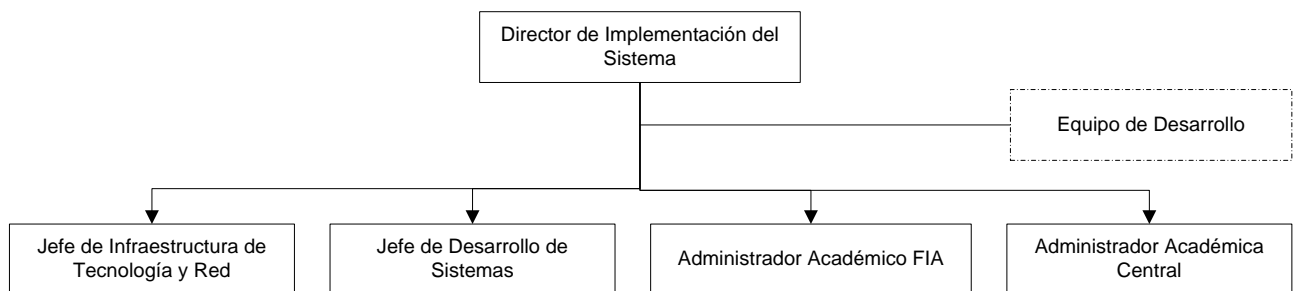 Director de Implementación del
Sistema
Equipo de Desarrollo
Jefe de Infraestructura de
Tecnología y Red
Jefe de Desarrollo de
Sistemas
Administrador Académico FIA
Administrador Académica
Central